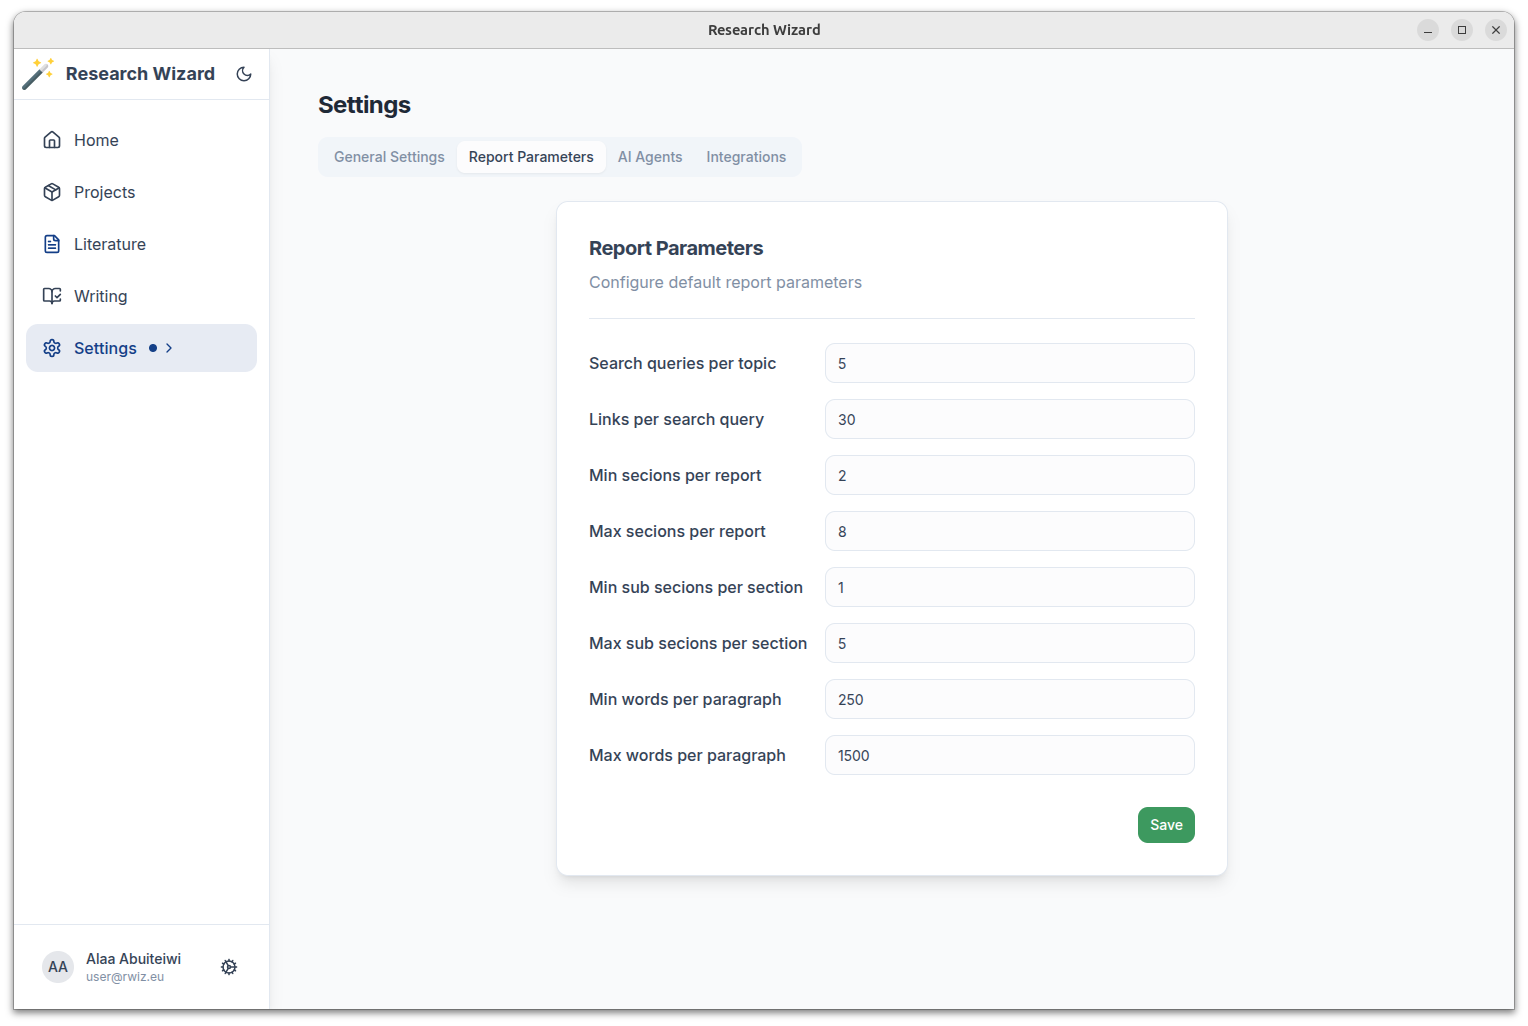 Research Wizard
Research Wizard
Home
Projects
Literature
Writing
Settings
Settings
General Settings
Report Parameters
AI Agents
Integrations
Report Parameters
Configure default report parameters
Search queries per topic 5
Links per search query 30
Min secions per report 2
Max secions per report 8
Min sub secions per section 1
Max sub secions per section 5
Min words per paragraph 250
Max words per paragraph 1500
Save
AA
Alaa Abuiteiwi
user@rwiz.eu